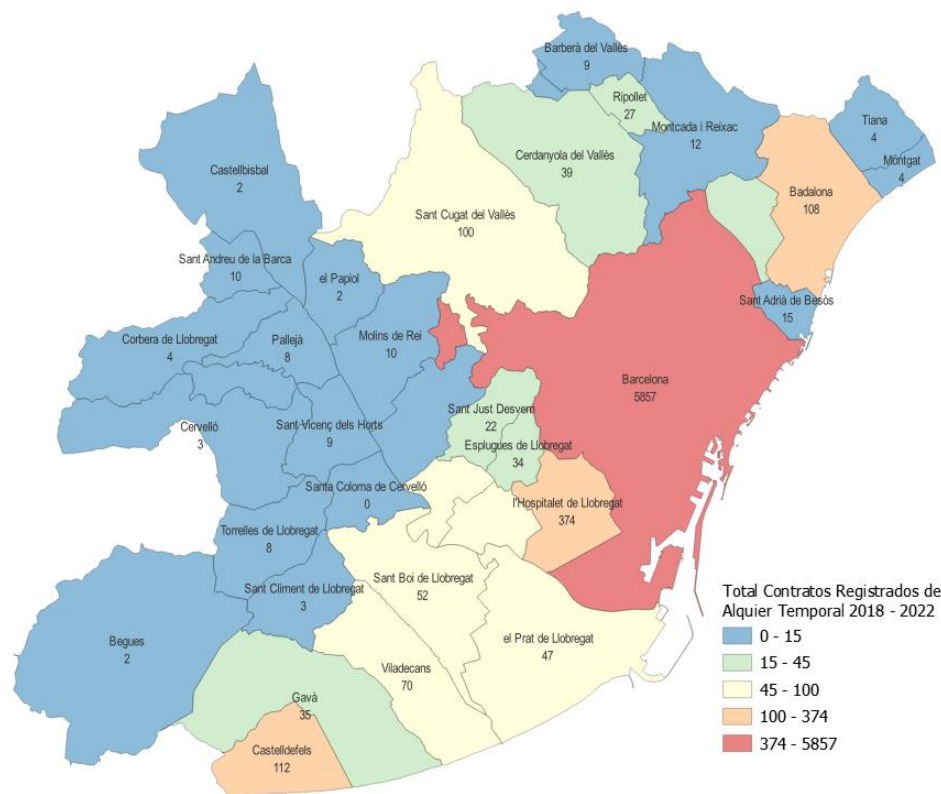 Barberà del Vallès
9
Ripollet
27
Montcada i Reixac
12
Tiana
4
Montgat
4
Cerdanyola del Vallès
39
Badalona
108
Castellbisbal
2
Sant Cugat del Vallès
100
Sant Andreu de la Barca
10
el Papiol
2
Sant Adrià de Besòs
15
Corbera de Llobregat
4
Pallejà
8
Molins de Rei
10
Barcelona
5857
Cervelló
3
Sant Vicenç dels Horts
9
Sant Just Desvern
22
Esplugues de Llobregat
34
Santa Coloma de Cervelló
0
l'Hospitalet de Llobregat
374
Torrelles de Llobregat
8
Sant Climent de Llobregat
3
Sant Boi de Llobregat
52
el Prat de Llobregat
47
Begues
2
Viladecans
70
Gavà
35
Castelldefels
112
Total Contratos Registrados de
Alquier Temporal 2018 - 2022
0 - 15
15 - 45
45 - 100
100 - 374
374 - 5857